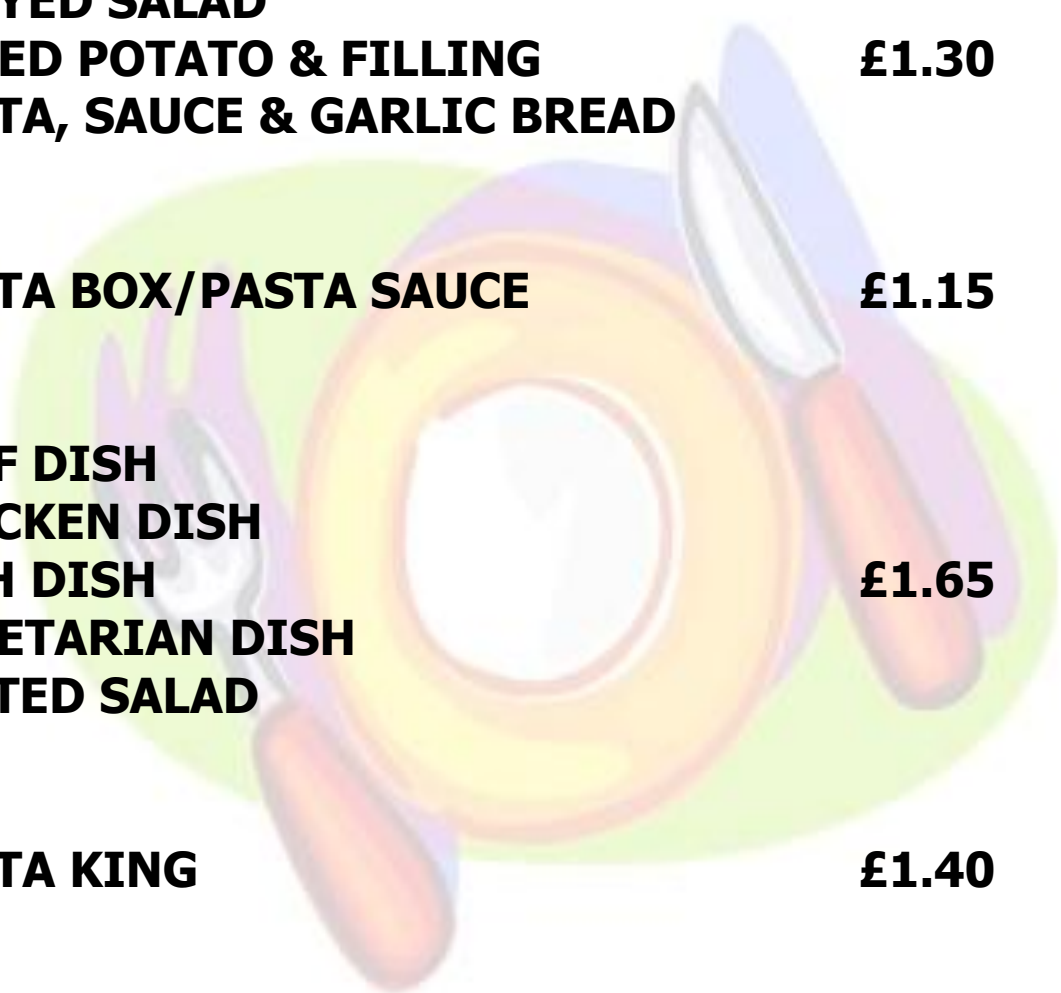 YED SALAD
ED POTATO & FILLING £1.30
TA, SAUCE & GARLIC BREAD
TA BOX/PASTA SAUCE £1.15
F DISH
CKEN DISH
H DISH £1.65
ETARIAN DISH
TED SALAD
TA KING £1.40